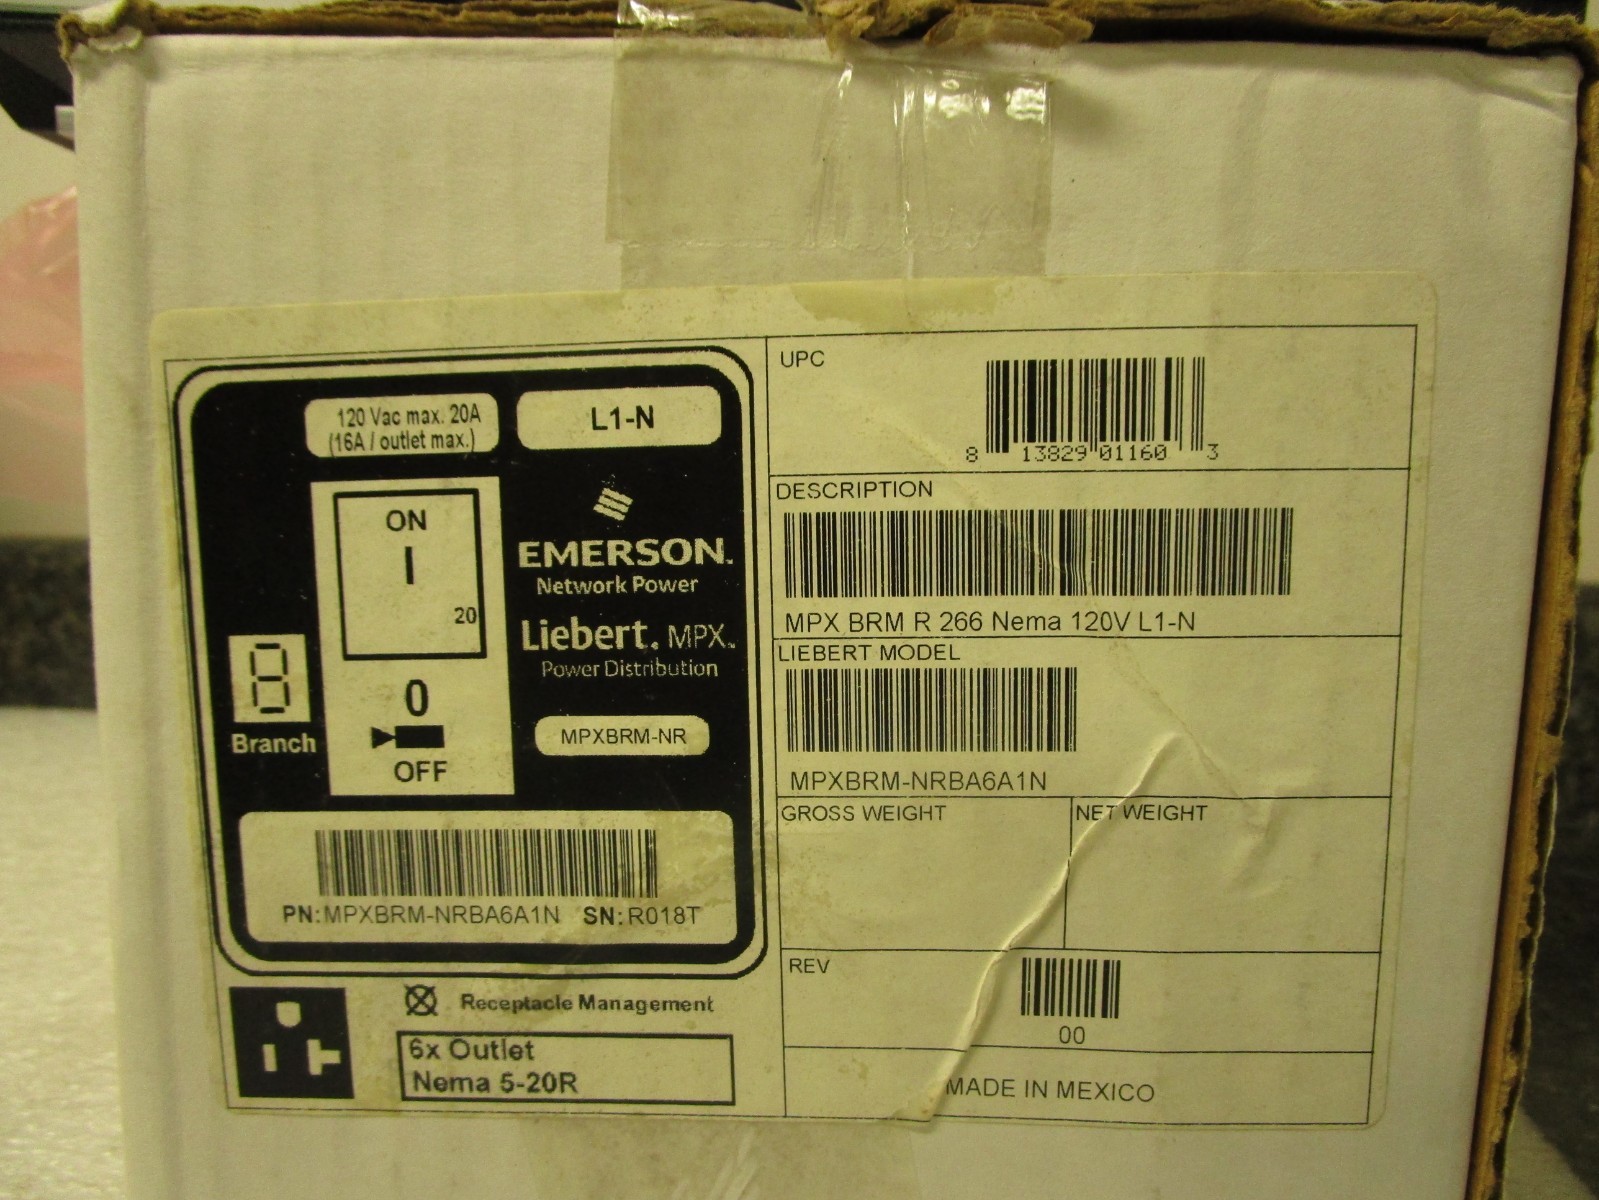 120 Vac max. 20A
(16A / outlet max.)
L1-N
ON
I
20
0
OFF
8
Branch
EMERSON.
Network Power
Liebert. MPX.
Power Distribution
MPXBRM-NR
PN:MPXBRM-NRBA6A1N SN:R018T
Receptacle Management
6x Outlet
Nema 5-20R
UPC
8 13829 01160 3
DESCRIPTION
MPX BRM R 266 Nema 120V L1-N
LIEBERT MODEL
MPXBRM-NRBA6A1N
GROSS WEIGHT
NET WEIGHT
REV
00
MADE IN MEXICO